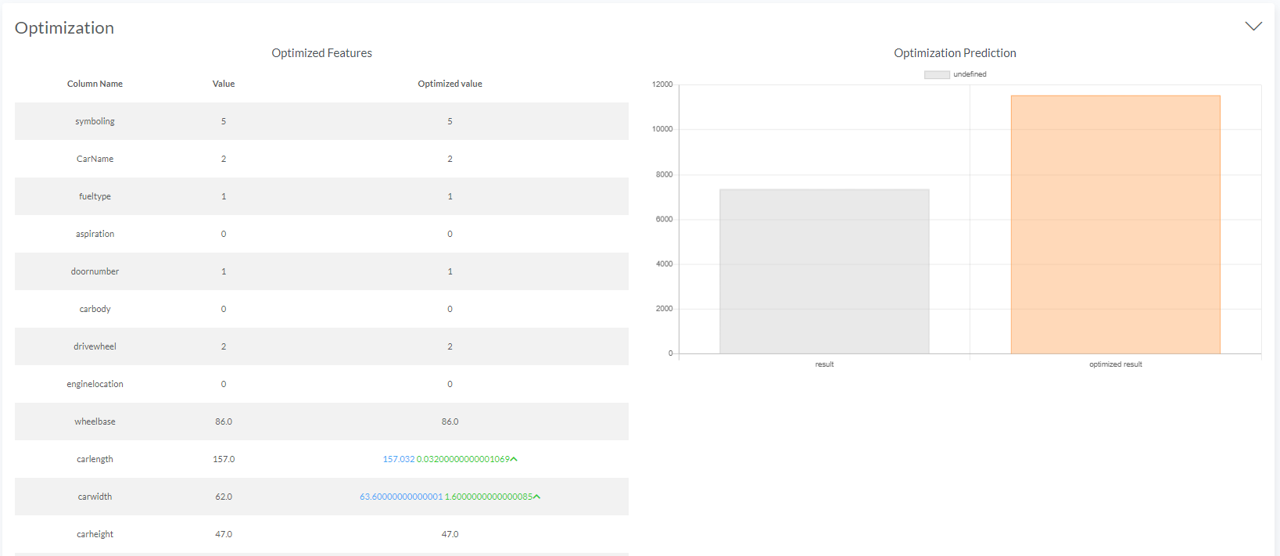 Optimization
Optimized Features
Column Name Value Optimized value
symboling 5 5
CarName 2 2
fueltype 1 1
aspiration 0 0
doornumber 1 1
carbody 0 0
drivewheel 2 2
enginelocation 0 0
wheelbase 86.0 86.0
carlength 157.0 157.032 0.03200000000001069
carwidth 62.0 63.60000000000001 1.6000000000000085
carheight 47.0 47.0
Optimization Prediction
undefined
12000
10000
8000
6000
4000
2000
0
result optimized result